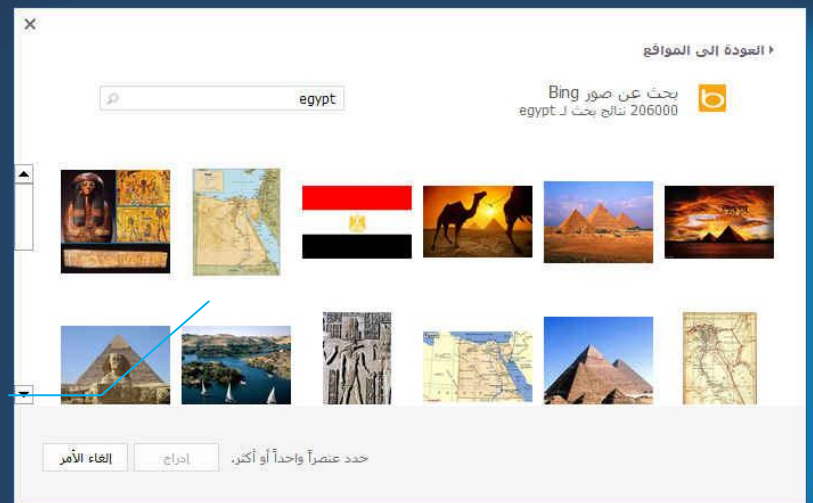 العودة إلى المواقع
بحث عن صور Bing
206000 نتائج بحث لـ egypt
egypt
حدد عنصراً واحداً أو أكثر.
إدراج
إلغاء الأمر